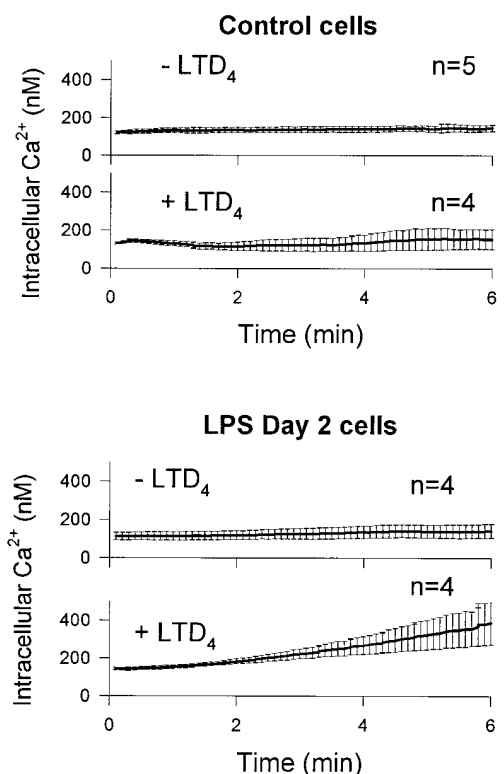 Control cells
Intracellular Ca²⁺ (nM)
400
200
0
- LTD₄
n=5
400
200
0
+ LTD₄
n=4
0
2
4
6
Time (min)
LPS Day 2 cells
Intracellular Ca²⁺ (nM)
400
200
0
- LTD₄
n=4
400
200
0
+ LTD₄
n=4
0
2
4
6
Time (min)